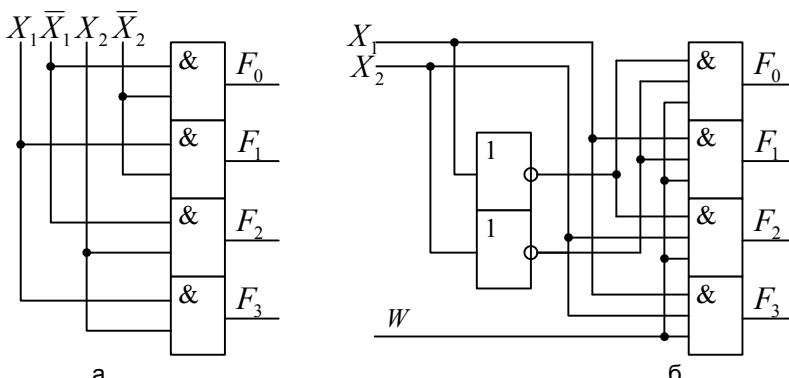 X₁ X̅₁ X₂ X̅₂
& F₀
& F₁
& F₂
& F₃
а
X₁
X₂
1
1
W
& F₀
& F₁
& F₂
& F₃
б